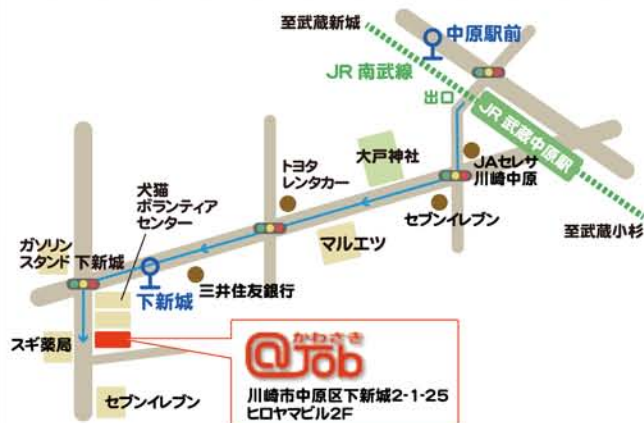 至武蔵新城
中原駅前
JR 南武線
出口
JR 武蔵中原駅
大戸神社
JAセレサ
川崎中原
トヨタ
レンタカー
犬猫
ボランティア
センター
セブンイレブン
至武蔵小杉
マルエツ
ガソリン
スタンド
下新城
三井住友銀行
下新城
スギ薬局
かわさき
@Job
川崎市中原区下新城2-1-25
ヒロヤマビル2F
セブンイレブン